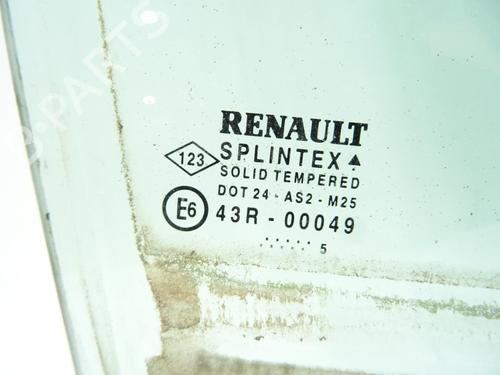 RENAULT
123 SPLINTEX
SOLID TEMPERED
DOT 24 - AS2 - M25
E6 43R - 00049
..... 5